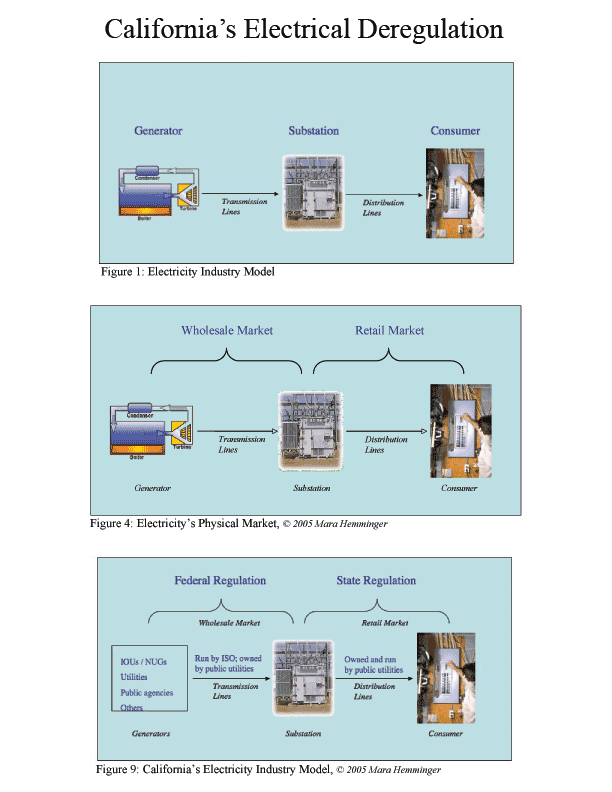 California’s Electrical Deregulation
Generator
Substation
Consumer
Condenser
Turbine
Boiler
Transmission
Lines
Distribution
Lines
Figure 1: Electricity Industry Model
Wholesale Market
Retail Market
Condenser
Turbine
Boiler
Transmission
Lines
Distribution
Lines
Generator
Substation
Consumer
Figure 4: Electricity’s Physical Market, © 2005 Mara Hemminger
Federal Regulation
State Regulation
Wholesale Market
Retail Market
IOUs / NUGs
Utilities
Public agencies
Others
Run by ISO; owned
by public utilities
Transmission
Lines
Owned and run
by public utilities
Distribution
Lines
Generators
Substation
Consumer
Figure 9: California’s Electricity Industry Model, © 2005 Mara Hemminger